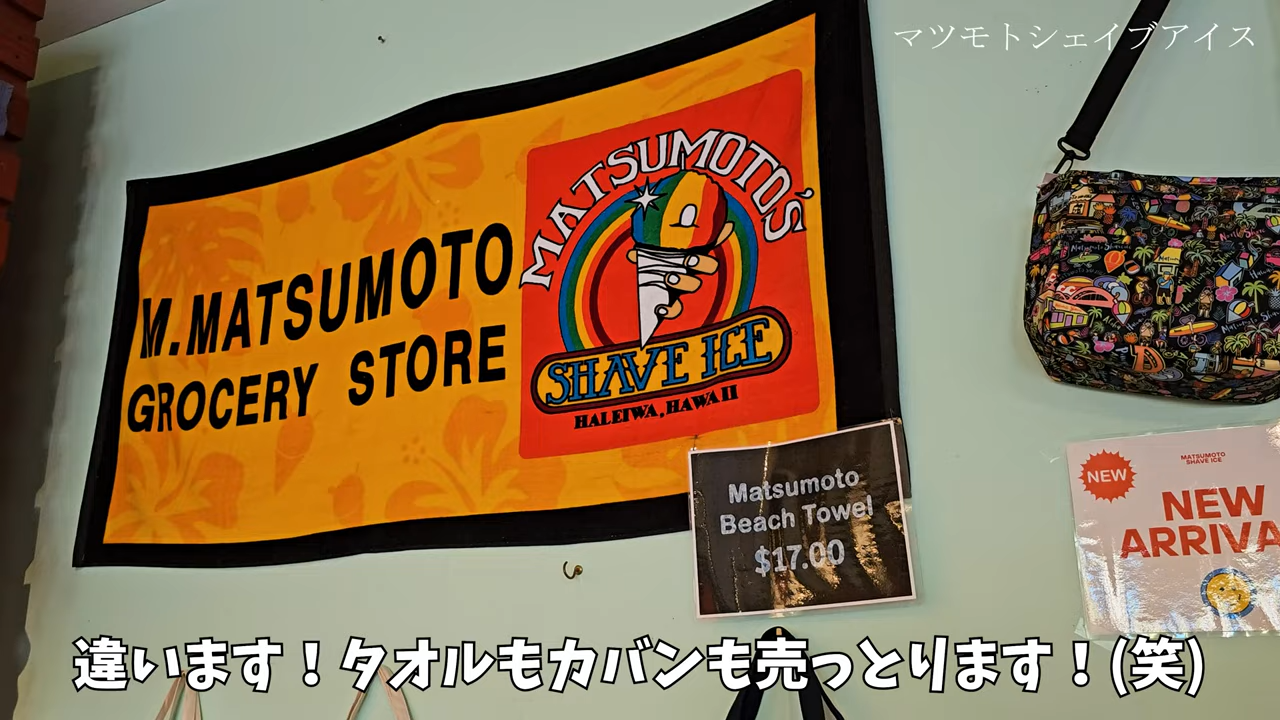 マツモトシェイブアイス
M.MATSUMOTO
GROCERY STORE
MATSUMOTO'S
SHAVE ICE
HALEIWA, HAWAII
Matsumoto
Beach Towel
$17.00
NEW
MATSUMOTO
SHAVE ICE
NEW
ARRIVA
違います！タオルもカバンも売っとります！(笑)